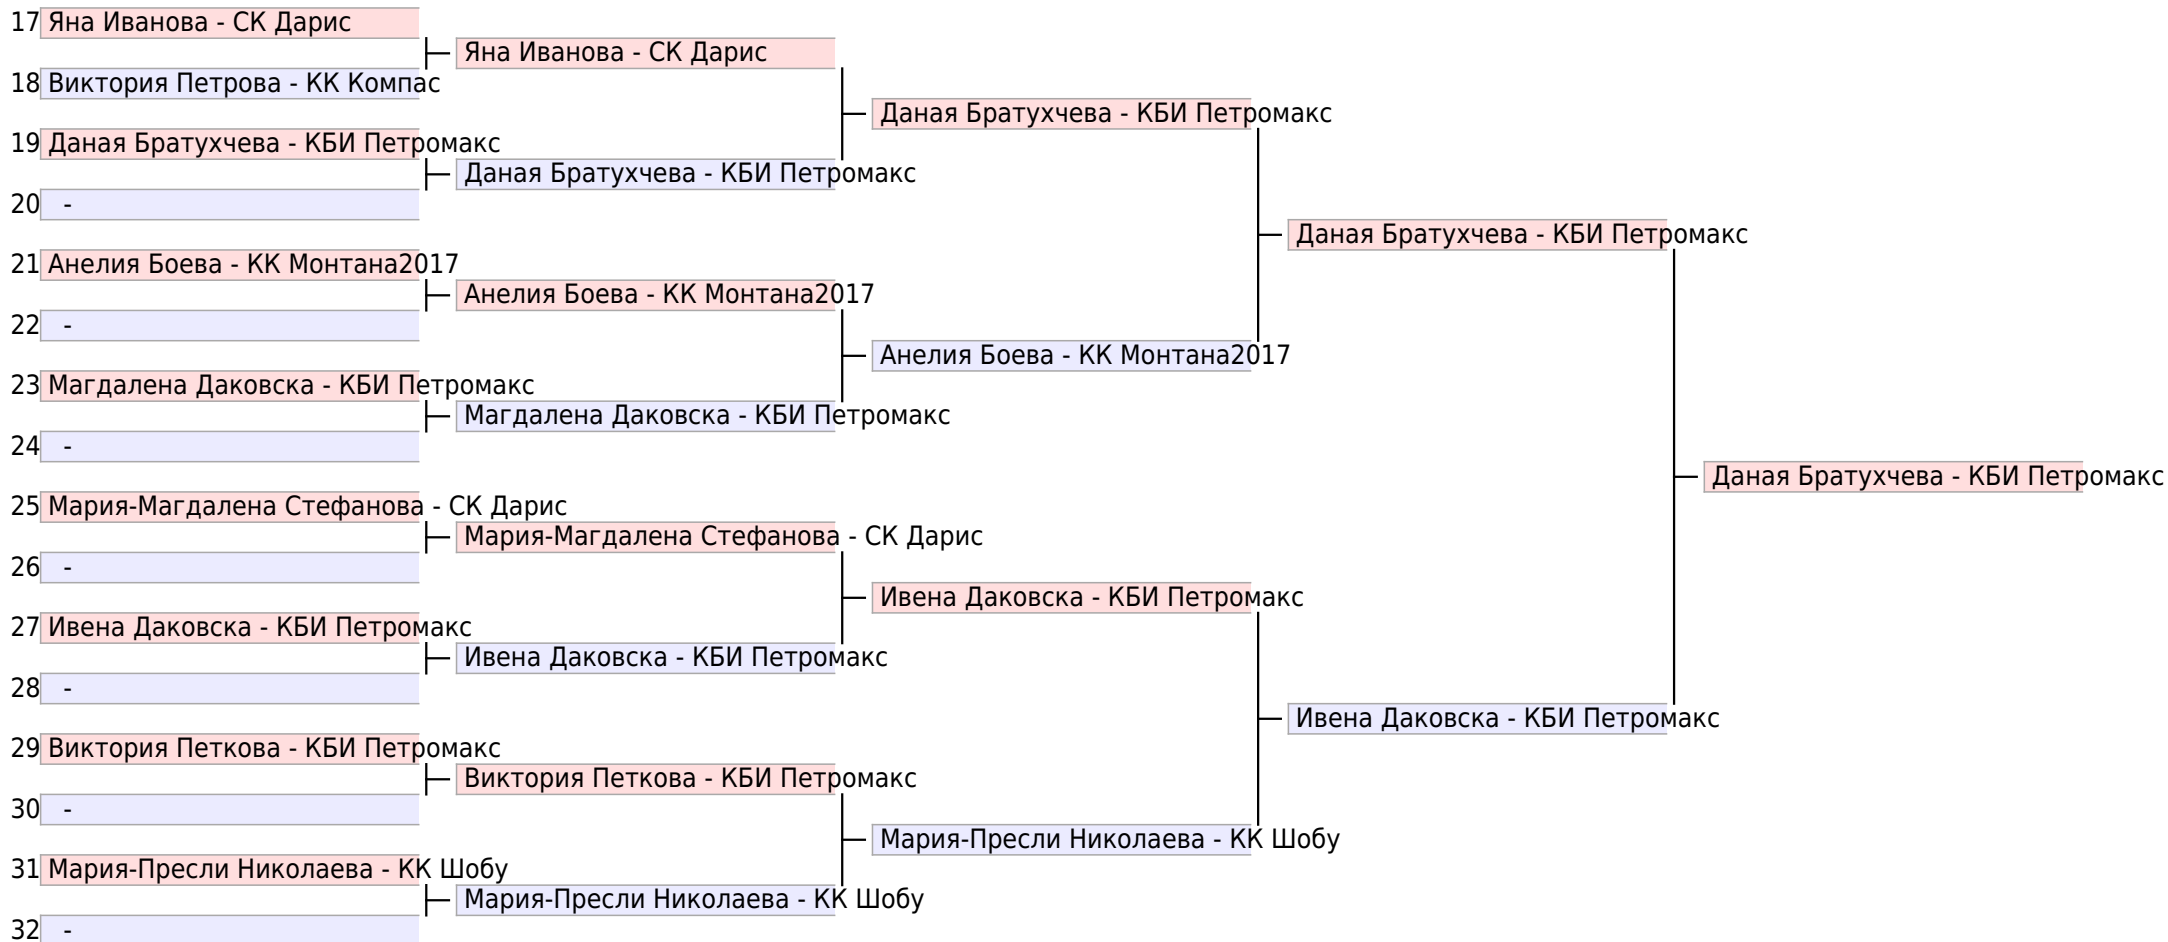 17 Яна Иванова - СК Дарис
Яна Иванова - СК Дарис
18 Виктория Петрова - КК Компас
Даная Братухчева - КБИ Петромакс
19 Даная Братухчева - КБИ Петромакс
Даная Братухчева - КБИ Петромакс
20 -
Даная Братухчева - КБИ Петромакс
21 Анелия Боева - КК Монтана2017
Анелия Боева - КК Монтана2017
22 -
Анелия Боева - КК Монтана2017
23 Магдалена Даковска - КБИ Петромакс
Магдалена Даковска - КБИ Петромакс
24 -
Даная Братухчева - КБИ Петромакс
25 Мария-Магдалена Стефанова - СК Дарис
Мария-Магдалена Стефанова - СК Дарис
26 -
Ивена Даковска - КБИ Петромакс
27 Ивена Даковска - КБИ Петромакс
Ивена Даковска - КБИ Петромакс
28 -
Ивена Даковска - КБИ Петромакс
29 Виктория Петкова - КБИ Петромакс
Виктория Петкова - КБИ Петромакс
30 -
Мария-Пресли Николаева - КК Шобу
31 Мария-Пресли Николаева - КК Шобу
Мария-Пресли Николаева - КК Шобу
32 -